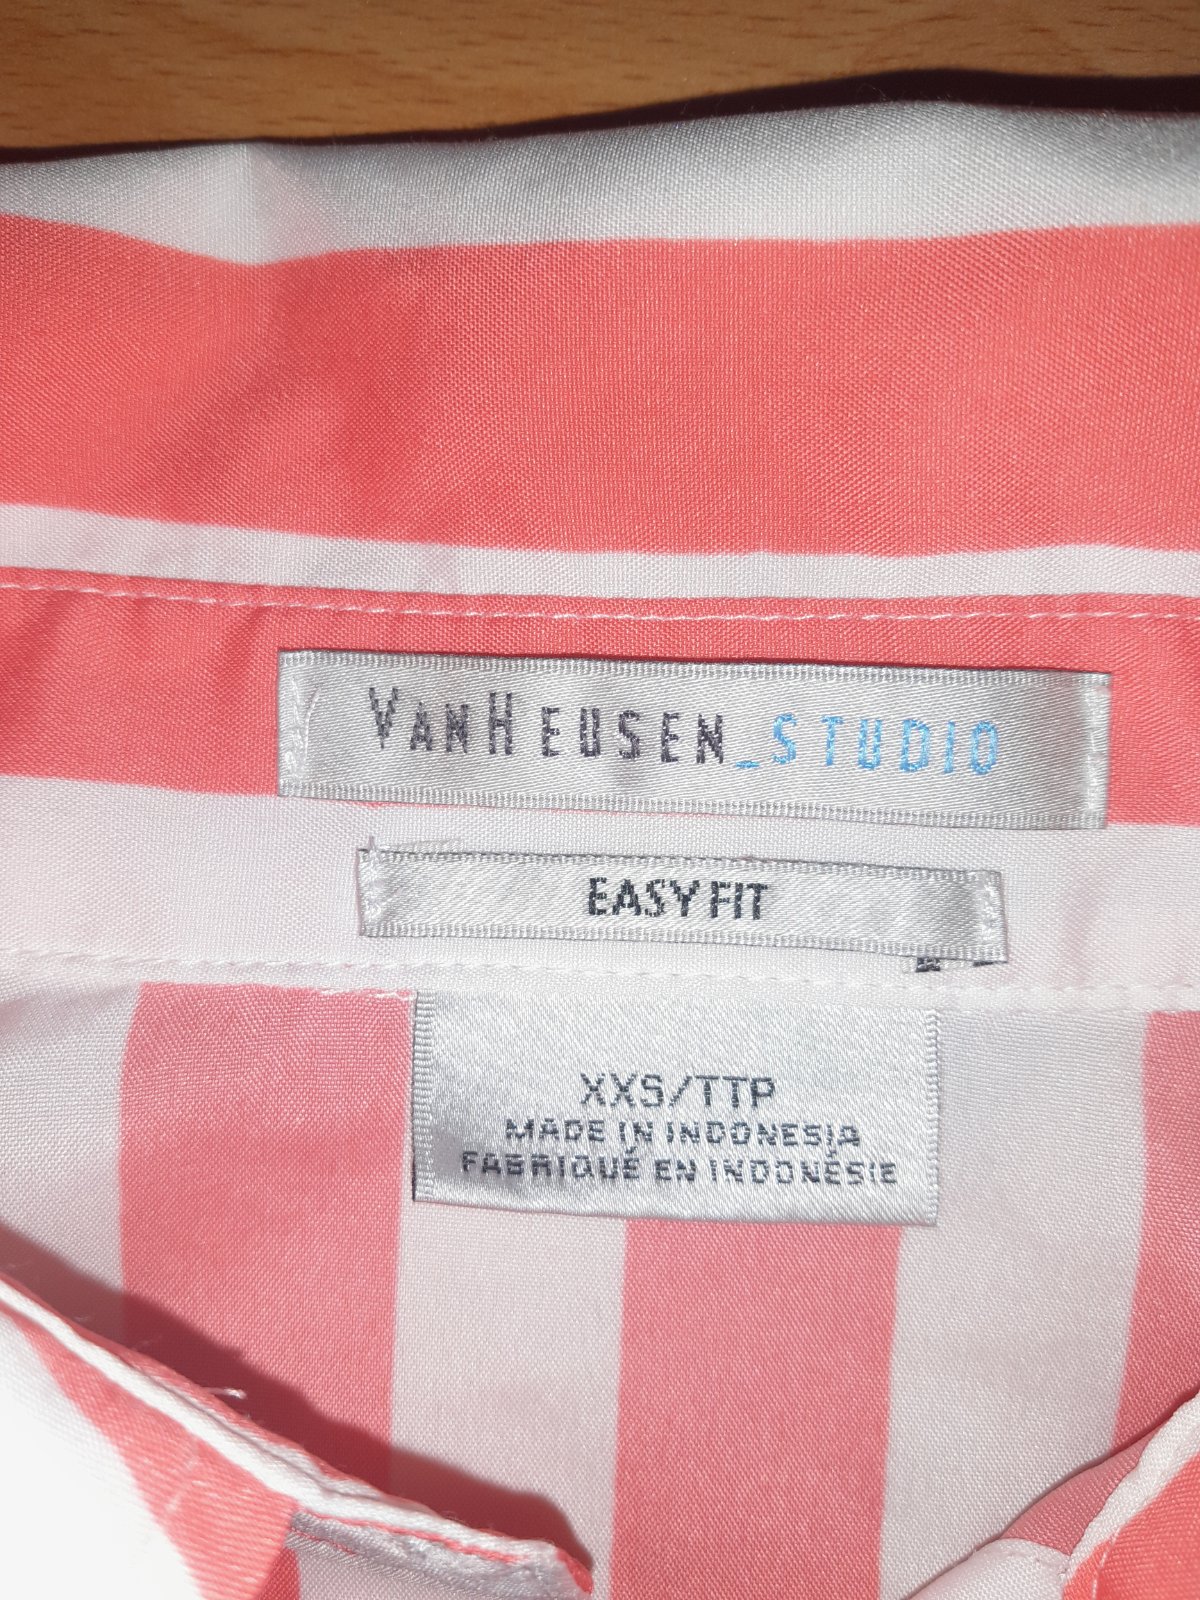 VANHEUSEN_STUDIO
EASY FIT
XXS/TTP
MADE IN INDONESIA
FABRIQUÉ EN INDONÉSIE